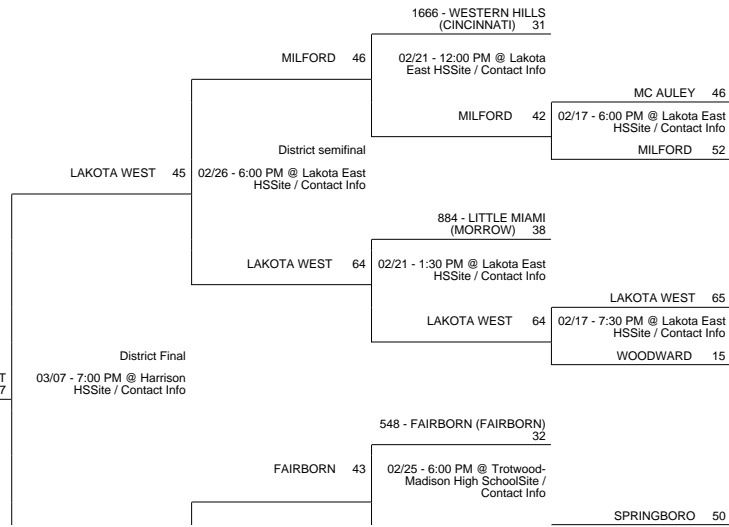 1666 - WESTERN HILLS
(CINCINNATI) 31
MILFORD 46
02/21 - 12:00 PM @ Lakota
East HSSite / Contact Info
MC AULEY 46
MILFORD 42
02/17 - 6:00 PM @ Lakota East
HSSite / Contact Info
MILFORD 52
District semifinal
LAKOTA WEST 45
02/26 - 6:00 PM @ Lakota East
HSSite / Contact Info
884 - LITTLE MIAMI
(MORROW) 38
LAKOTA WEST 64
02/21 - 1:30 PM @ Lakota East
HSSite / Contact Info
LAKOTA WEST 65
LAKOTA WEST 64
02/17 - 7:30 PM @ Lakota East
HSSite / Contact Info
WOODWARD 15
District Final
T
7
03/07 - 7:00 PM @ Harrison
HSSite / Contact Info
548 - FAIRBORN (FAIRBORN)
32
FAIRBORN 43
02/25 - 6:00 PM @ Trotwood-
Madison High SchoolSite /
Contact Info
SPRINGBORO 50